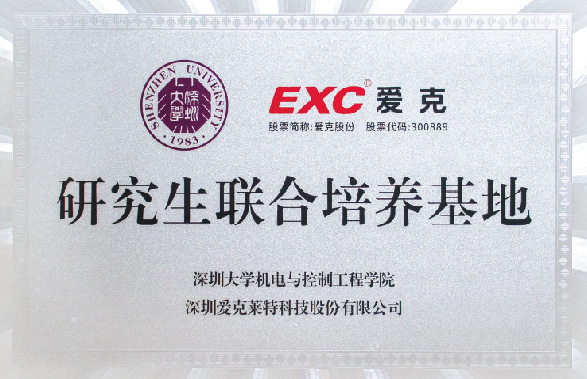 SHENZHEN UNIVERSITY
深圳大學
·1983·
EXC® 爱克
股票简称:爱克股份 股票代码:300889
研究生联合培养基地
深圳大学机电与控制工程学院
深圳爱克莱特科技股份有限公司